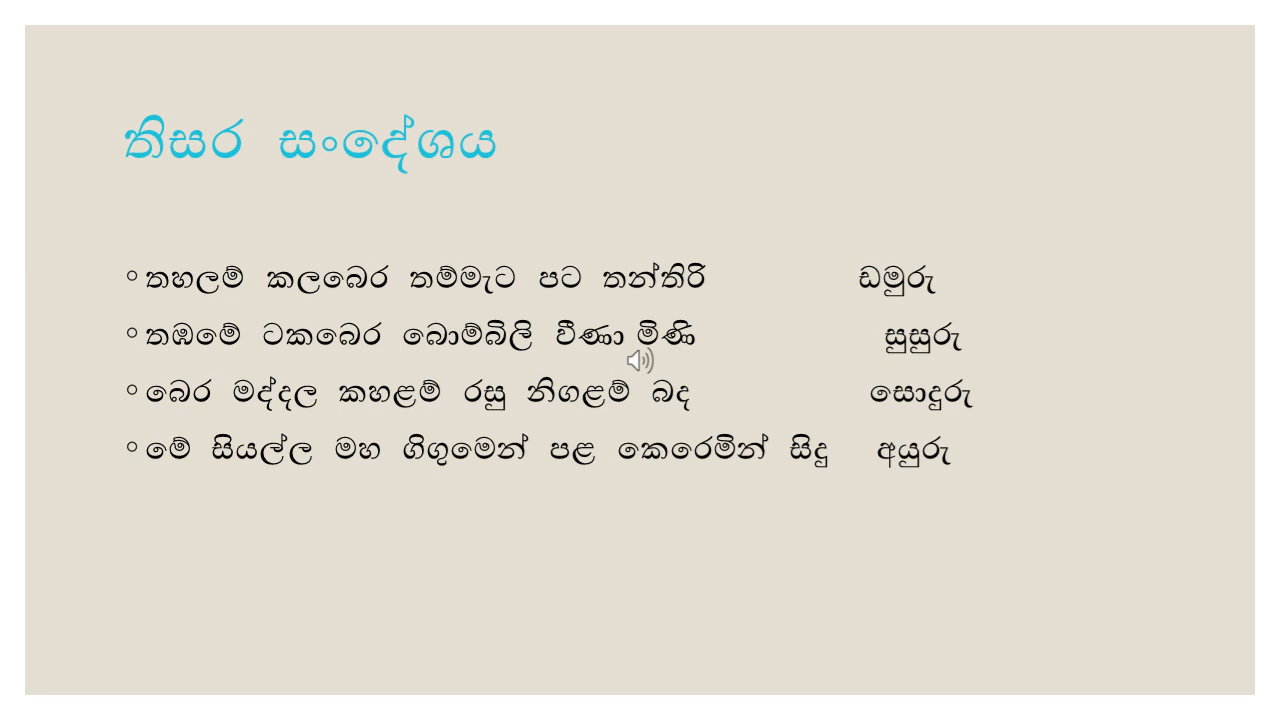 තිසර සංදේශය
තහලම් කලබෙර තම්මැට පට තන්තිරි ඩමුරු
තඹමේ ටකබෙර බොම්බිලි වීණා මිණි සුසුරු
බෙර මද්දල කහළම් රසු නිගළම් බද සොදුරු
මේ සියල්ල මහ ගිගුමෙන් පළ කෙරෙමින් සිදු අයුරු